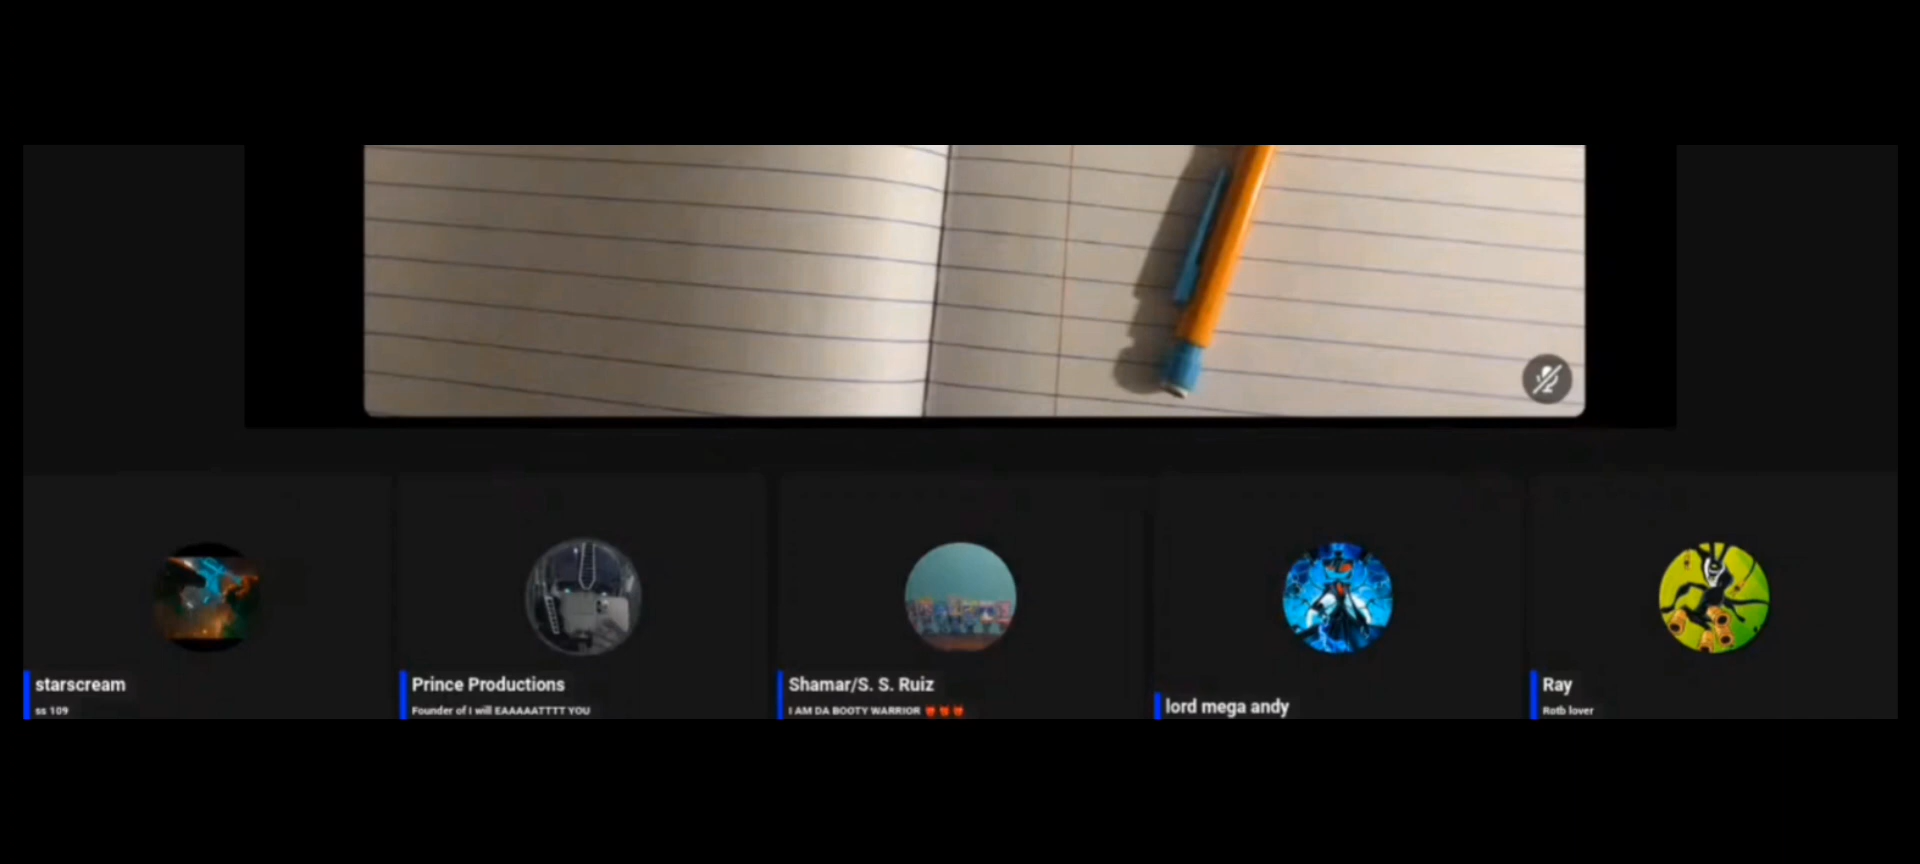 starscream
ss 109
Prince Productions
Founder of I will EAAAAATTTT YOU
Shamar/S. S. Ruiz
I AM DA BOOTY WARRIOR
lord mega andy
Ray
Rotb lover